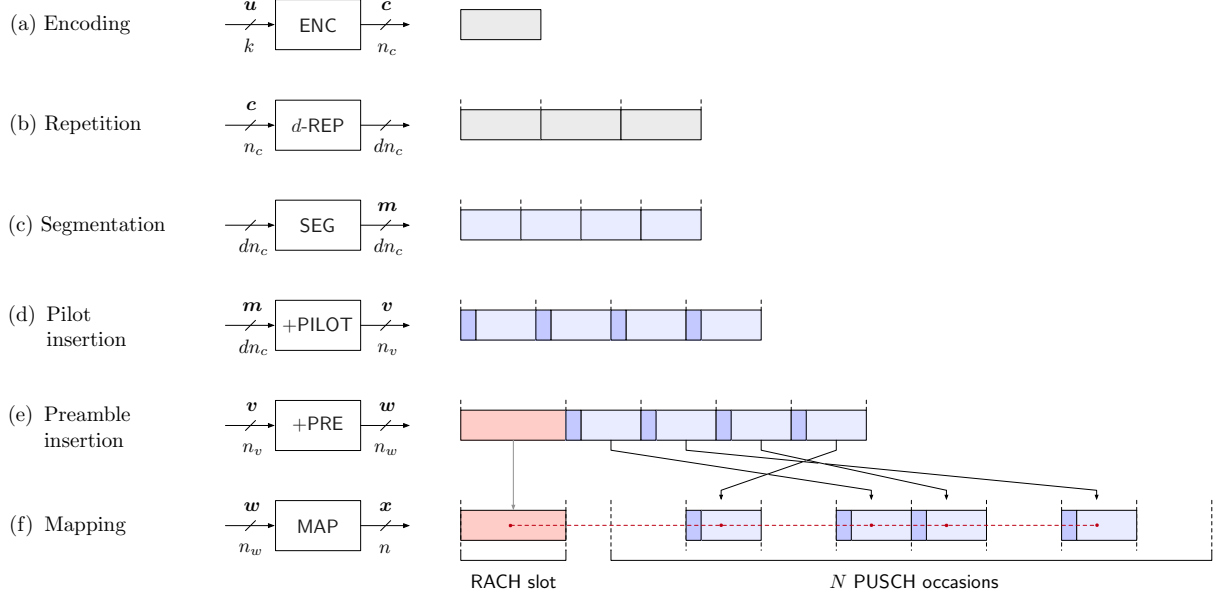 (a) Encoding u k ENC c n_c
(b) Repetition c n_c d-REP dn_c
(c) Segmentation dn_c SEG m dn_c
(d) Pilot
insertion
m dn_c +PILOT v n_v
(e) Preamble
insertion
v n_v +PRE w n_w
(f) Mapping w n_w MAP x n
RACH slot N PUSCH occasions